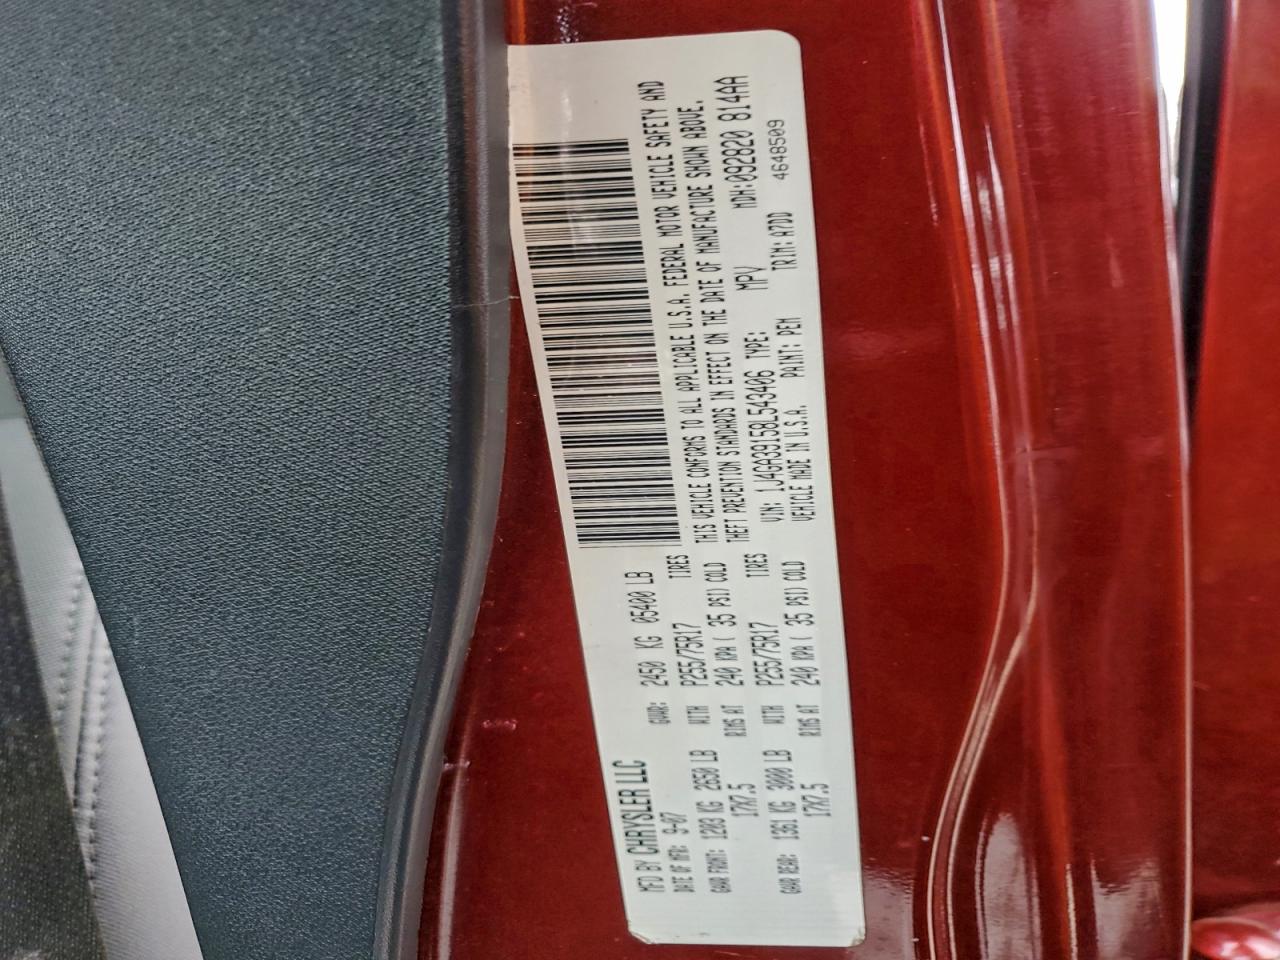 MFD BY CHRYSLER LLC
DATE OF MFR: 9-07 GVWR: 2450 KG 05400 LB
GAWR FRONT: 1203 KG 2650 LB WITH P255/75R17 TIRES
17X7.5 RIMS AT 240 KPA ( 35 PSI) COLD
GAWR REAR: 1361 KG 3000 LB WITH P255/75R17 TIRES
17X7.5 RIMS AT 240 KPA ( 35 PSI) COLD
THIS VEHICLE CONFORMS TO ALL APPLICABLE U.S.A. FEDERAL MOTOR VEHICLE SAFETY AND
THEFT PREVENTION STANDARDS IN EFFECT ON THE DATE OF MANUFACTURE SHOWN ABOVE.
VIN: 1J4GA39158L543406 TYPE: MPV MDH:092820 814AA
VEHICLE MADE IN U.S.A. PAINT: PEM TRIM: A7DD 4648509